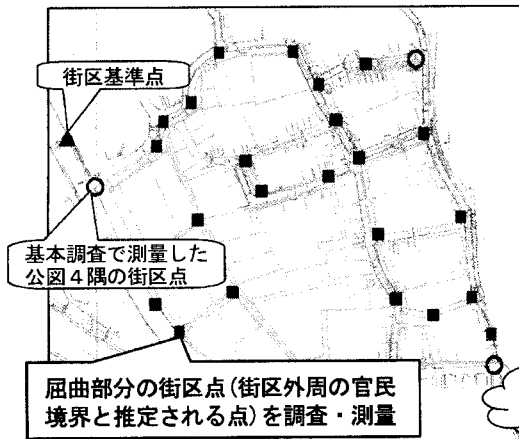 街区基準点
基本調査で測量した
公図4隅の街区点
屈曲部分の街区点(街区外周の官民
境界と推定される点)を調査・測量